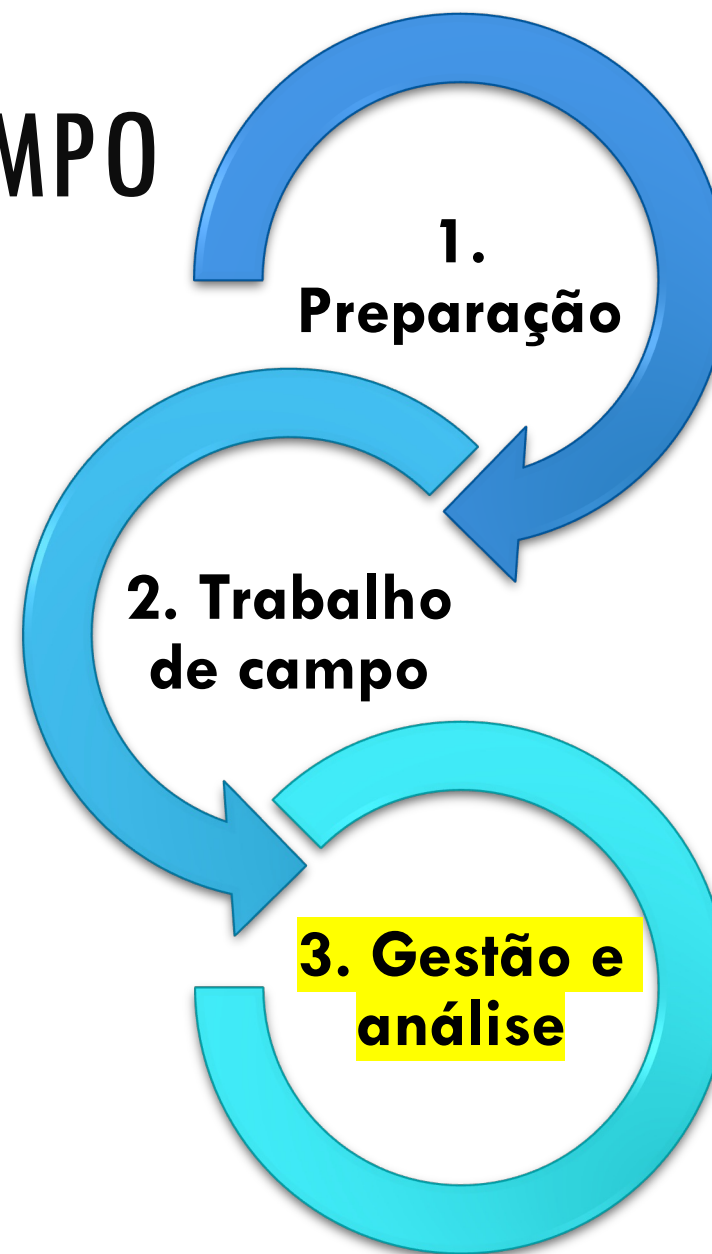 MPO
1.
Preparação
2. Trabalho
de campo
3. Gestão e
análise